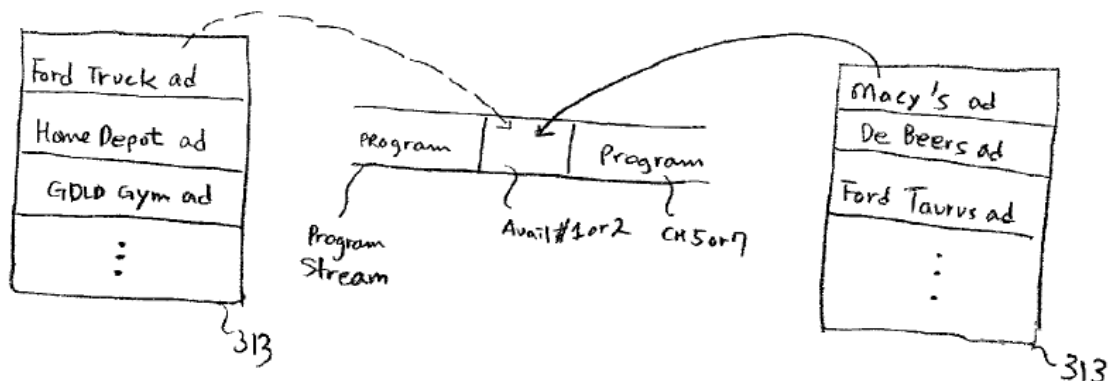 Ford Truck ad
Home Depot ad
GOLD Gym ad
313
Program
Program
Program
Stream
Avail #1 or 2
CH 5 or 7
Macy's ad
De Beers ad
Ford Taurus ad
313